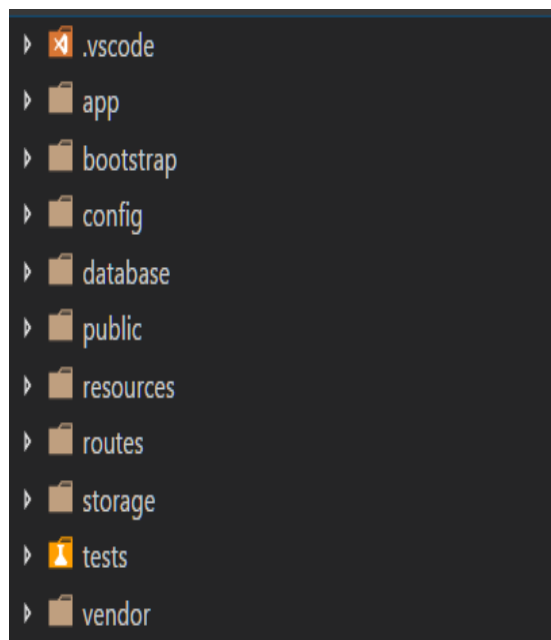 .vscode
app
bootstrap
config
database
public
resources
routes
storage
tests
vendor